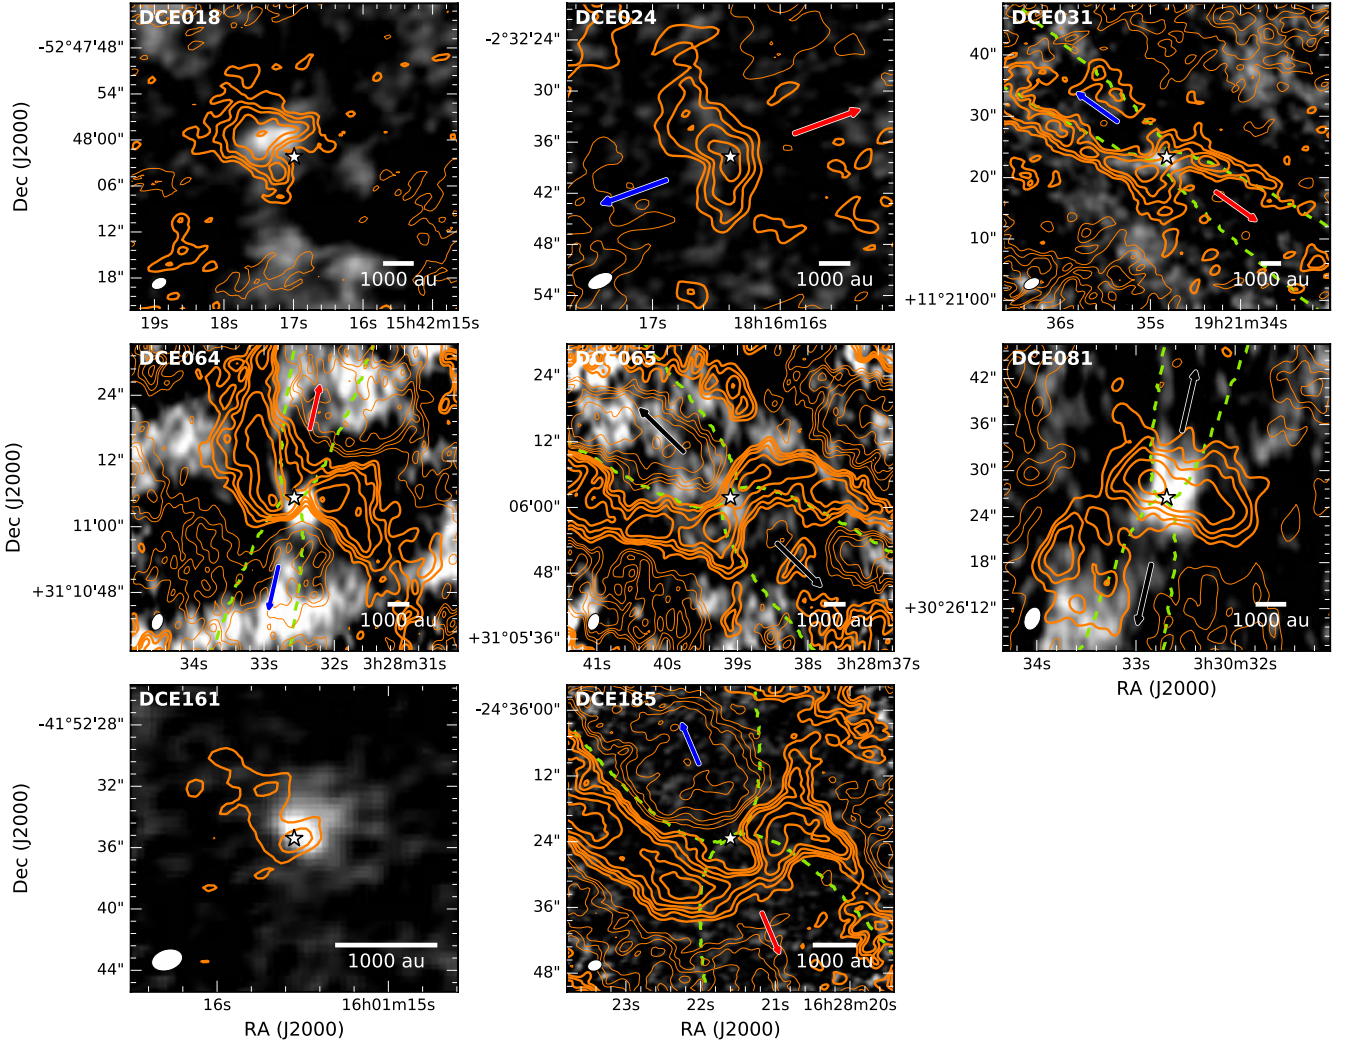 DCE018
DCE024
DCE031
-52°47'48"
54"
48'00"
06"
12"
18"
Dec (J2000)
1000 au
19s 18s 17s 16s 15h42m15s
-2°32'24"
30"
36"
42"
48"
54"
1000 au
17s 18h16m16s
40"
30"
20"
10"
+11°21'00"
1000 au
36s 35s 19h21m34s
DCE064
DCE065
DCE081
24"
12"
11'00"
+31°10'48"
Dec (J2000)
1000 au
34s 33s 32s 3h28m31s
24"
12"
06'00"
48"
+31°05'36"
1000 au
41s 40s 39s 38s 3h28m37s
42"
36"
30"
24"
18"
+30°26'12"
1000 au
34s 33s 3h30m32s
RA (J2000)
DCE161
DCE185
-41°52'28"
32"
36"
40"
44"
Dec (J2000)
1000 au
16s 16h01m15s
RA (J2000)
-24°36'00"
12"
24"
36"
48"
1000 au
23s 22s 21s 16h28m20s
RA (J2000)